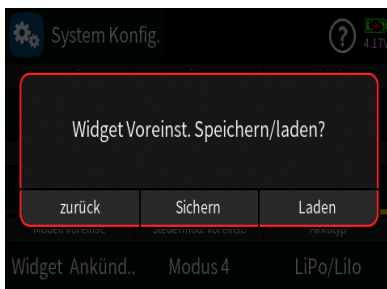 System Konfig.
?
4.17V
Widget Voreinst. Speichern/laden?
zurück Sichern Laden
Modell Voreinst. Steuermod. Voreinst. Akkutyp
Widget Ankünd.. Modus 4 LiPo/LiIo